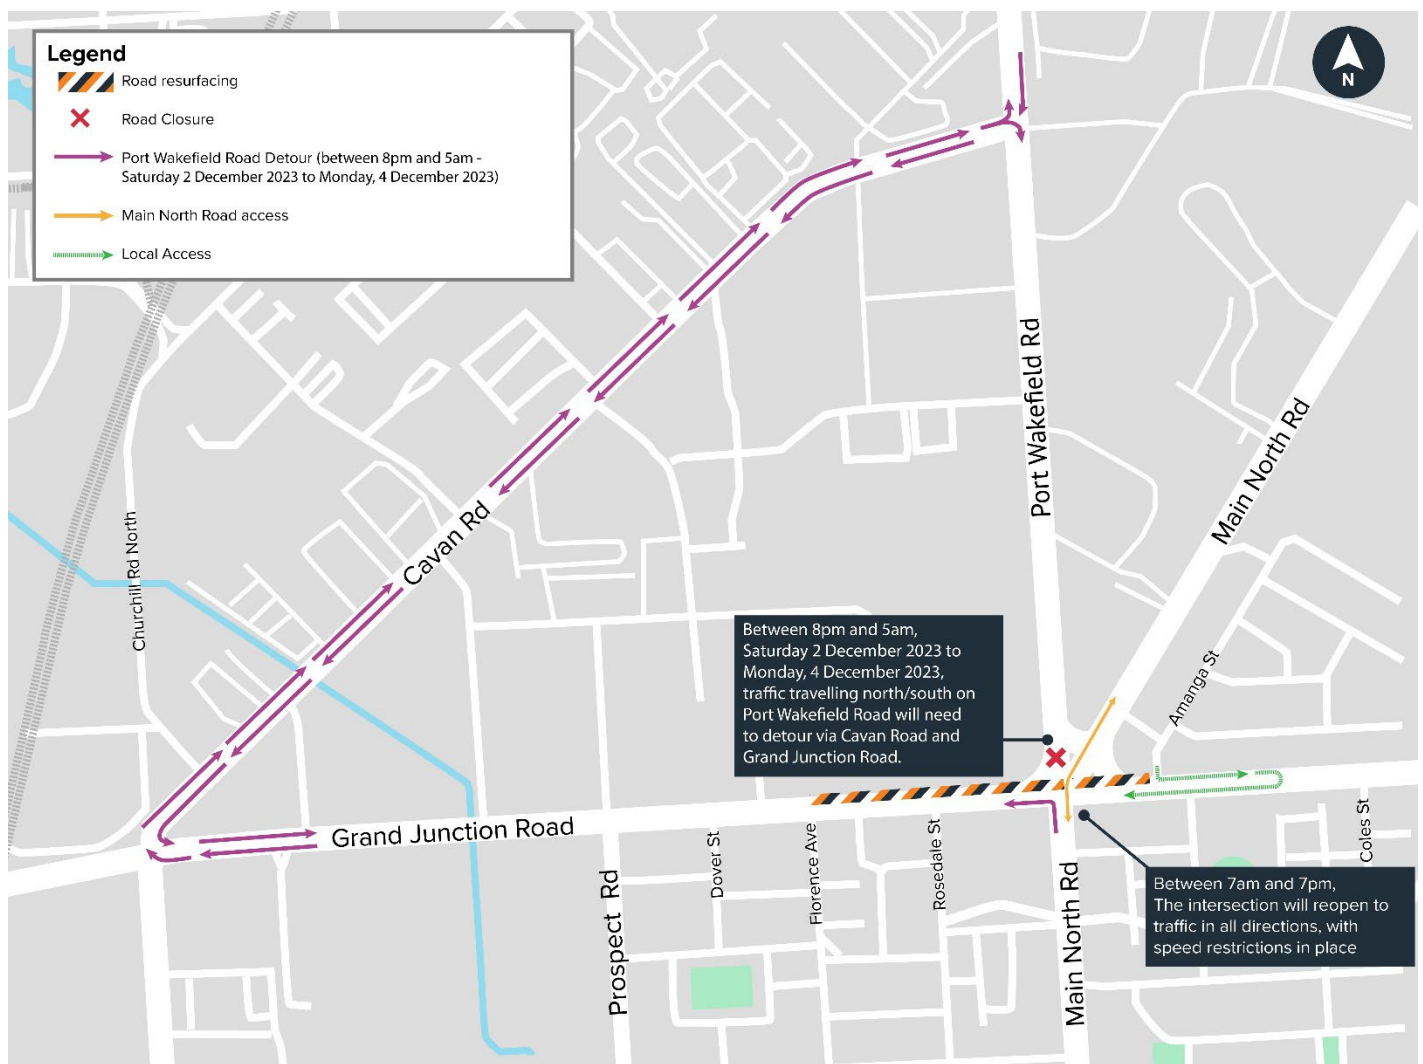 Legend
Road resurfacing
Road Closure
Port Wakefield Road Detour (between 8pm and 5am -
Saturday 2 December 2023 to Monday, 4 December 2023)
Main North Road access
Local Access
N
Port Wakefield Rd
Main North Rd
Cavan Rd
Churchill Rd North
Between 8pm and 5am,
Saturday 2 December 2023 to
Monday, 4 December 2023,
traffic travelling north/south on
Port Wakefield Road will need
to detour via Cavan Road and
Grand Junction Road.
Amanga St
Grand Junction Road
Prospect Rd
Dover St
Florence Ave
Rosedale St
Main North Rd
Coles St
Between 7am and 7pm,
The intersection will reopen to
traffic in all directions, with
speed restrictions in place